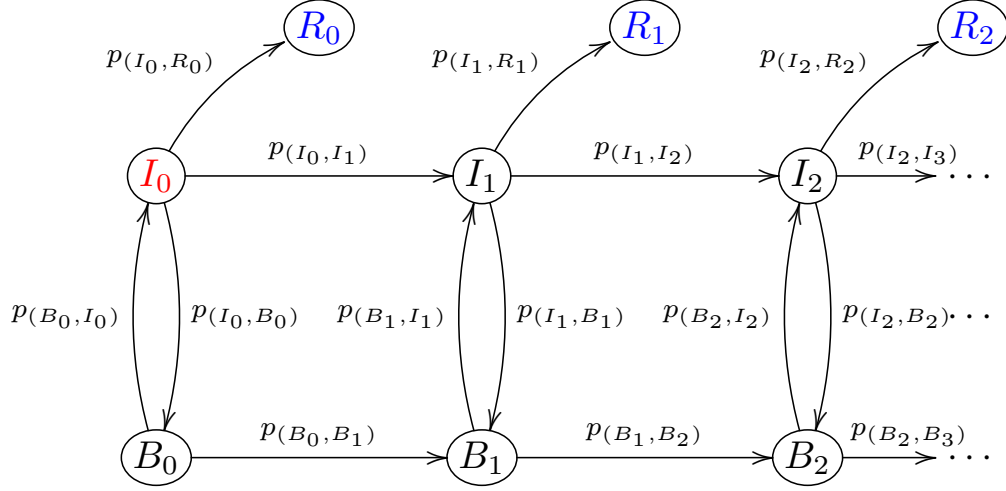 R₀ R₁ R₂
p₍I₀,R₀₎ p₍I₁,R₁₎ p₍I₂,R₂₎
p₍I₀,I₁₎ p₍I₁,I₂₎ p₍I₂,I₃₎
I₀ I₁ I₂ ···
p₍B₀,I₀₎ p₍I₀,B₀₎ p₍B₁,I₁₎ p₍I₁,B₁₎ p₍B₂,I₂₎ p₍I₂,B₂₎ ···
p₍B₀,B₁₎ p₍B₁,B₂₎ p₍B₂,B₃₎
B₀ B₁ B₂ ···